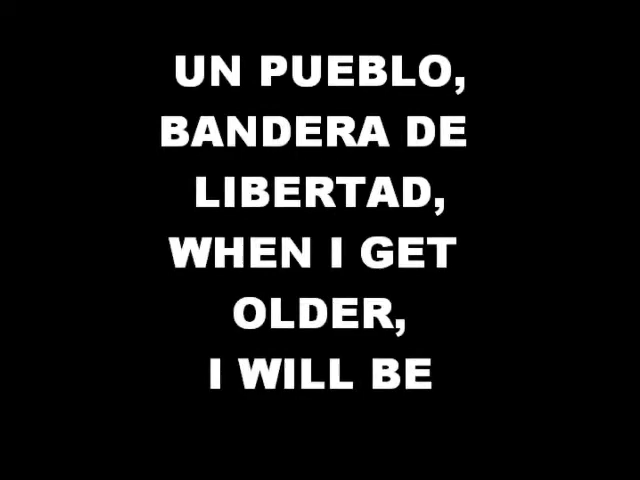 UN PUEBLO,
BANDERA DE
LIBERTAD,
WHEN I GET
OLDER,
I WILL BE